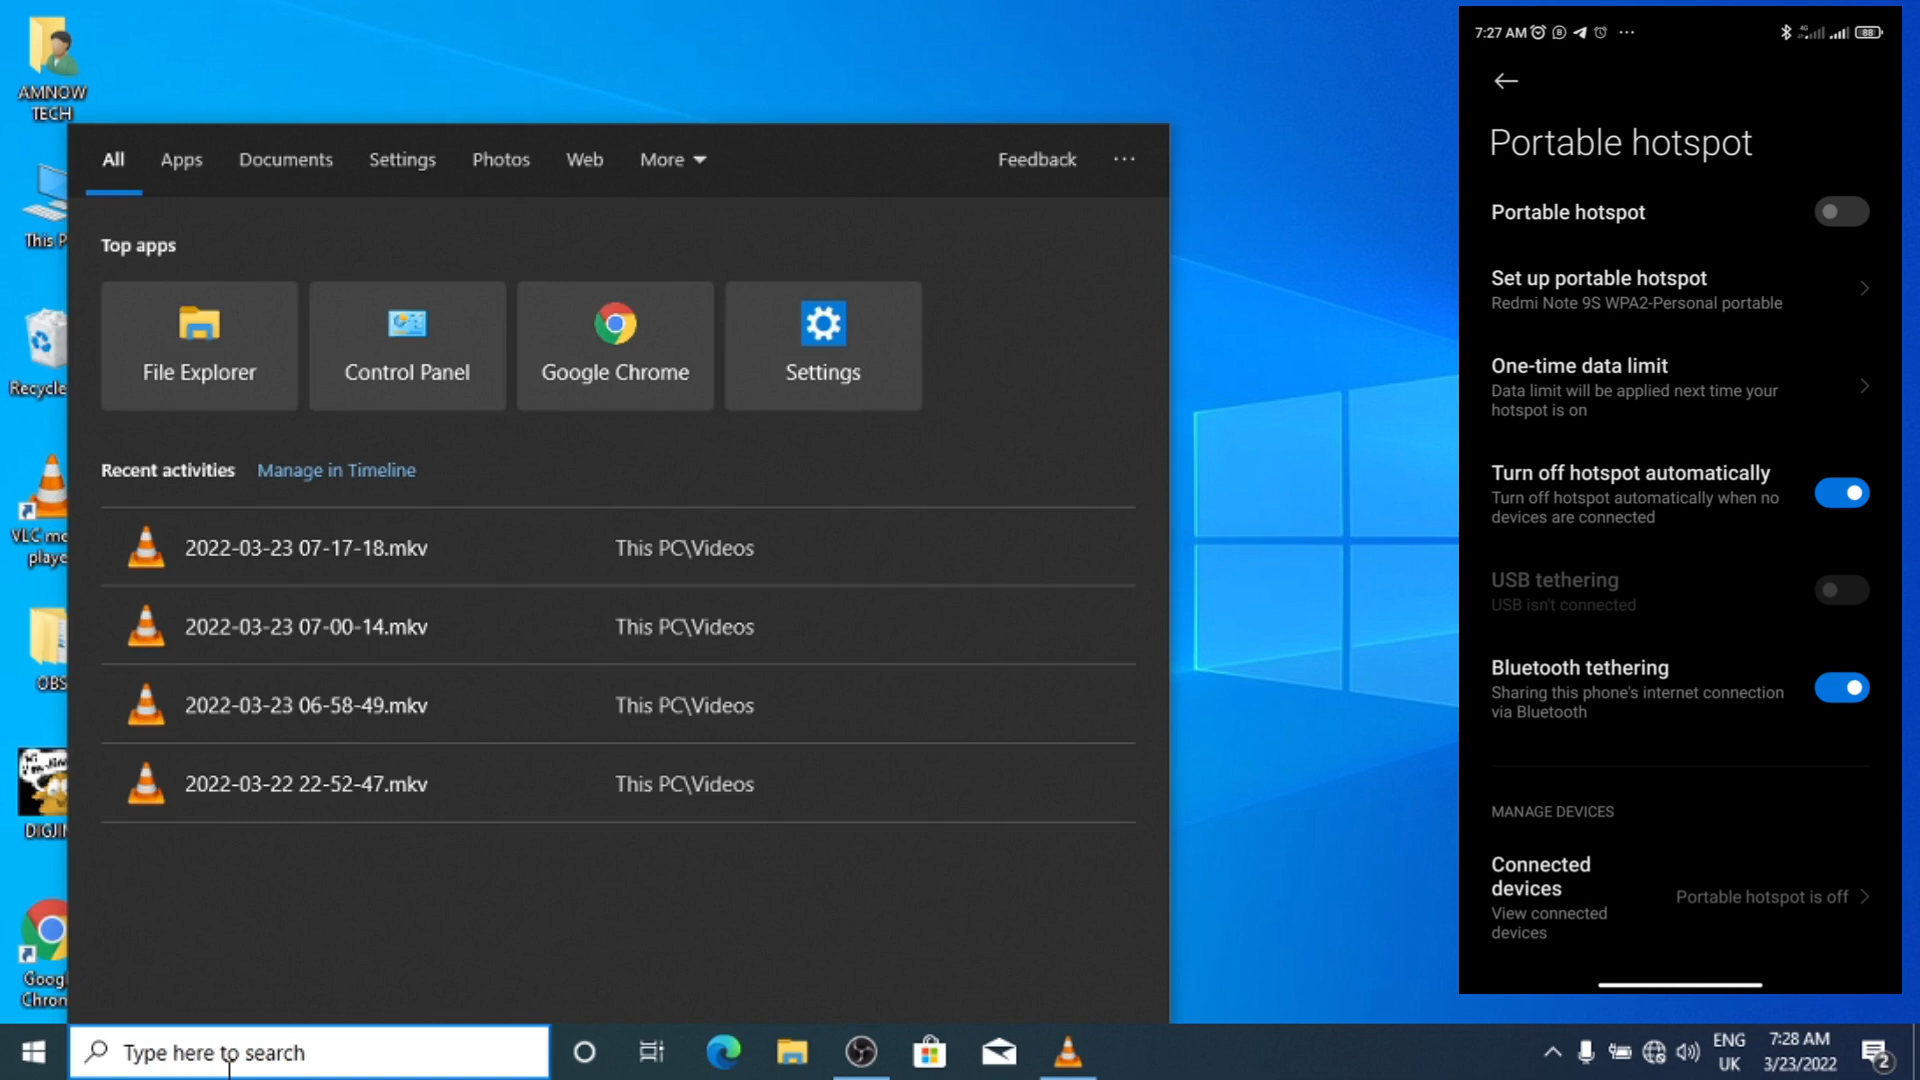 AMNOW
TECH
This P
Recycle
VLC me
playe
OBS
DIGJIN
Googl
Chrom
All
Apps
Documents
Settings
Photos
Web
More
Feedback
...
Top apps
File Explorer
Control Panel
Google Chrome
Settings
Recent activities
Manage in Timeline
2022-03-23 07-17-18.mkv
This PC\Videos
2022-03-23 07-00-14.mkv
This PC\Videos
2022-03-23 06-58-49.mkv
This PC\Videos
2022-03-22 22-52-47.mkv
This PC\Videos
Type here to search
ENG
UK
7:28 AM
3/23/2022
2
7:27 AM
...
4G
88
Portable hotspot
Portable hotspot
Set up portable hotspot
Redmi Note 9S WPA2-Personal portable
One-time data limit
Data limit will be applied next time your
hotspot is on
Turn off hotspot automatically
Turn off hotspot automatically when no
devices are connected
USB tethering
USB isn't connected
Bluetooth tethering
Sharing this phone's internet connection
via Bluetooth
MANAGE DEVICES
Connected
devices
View connected
devices
Portable hotspot is off